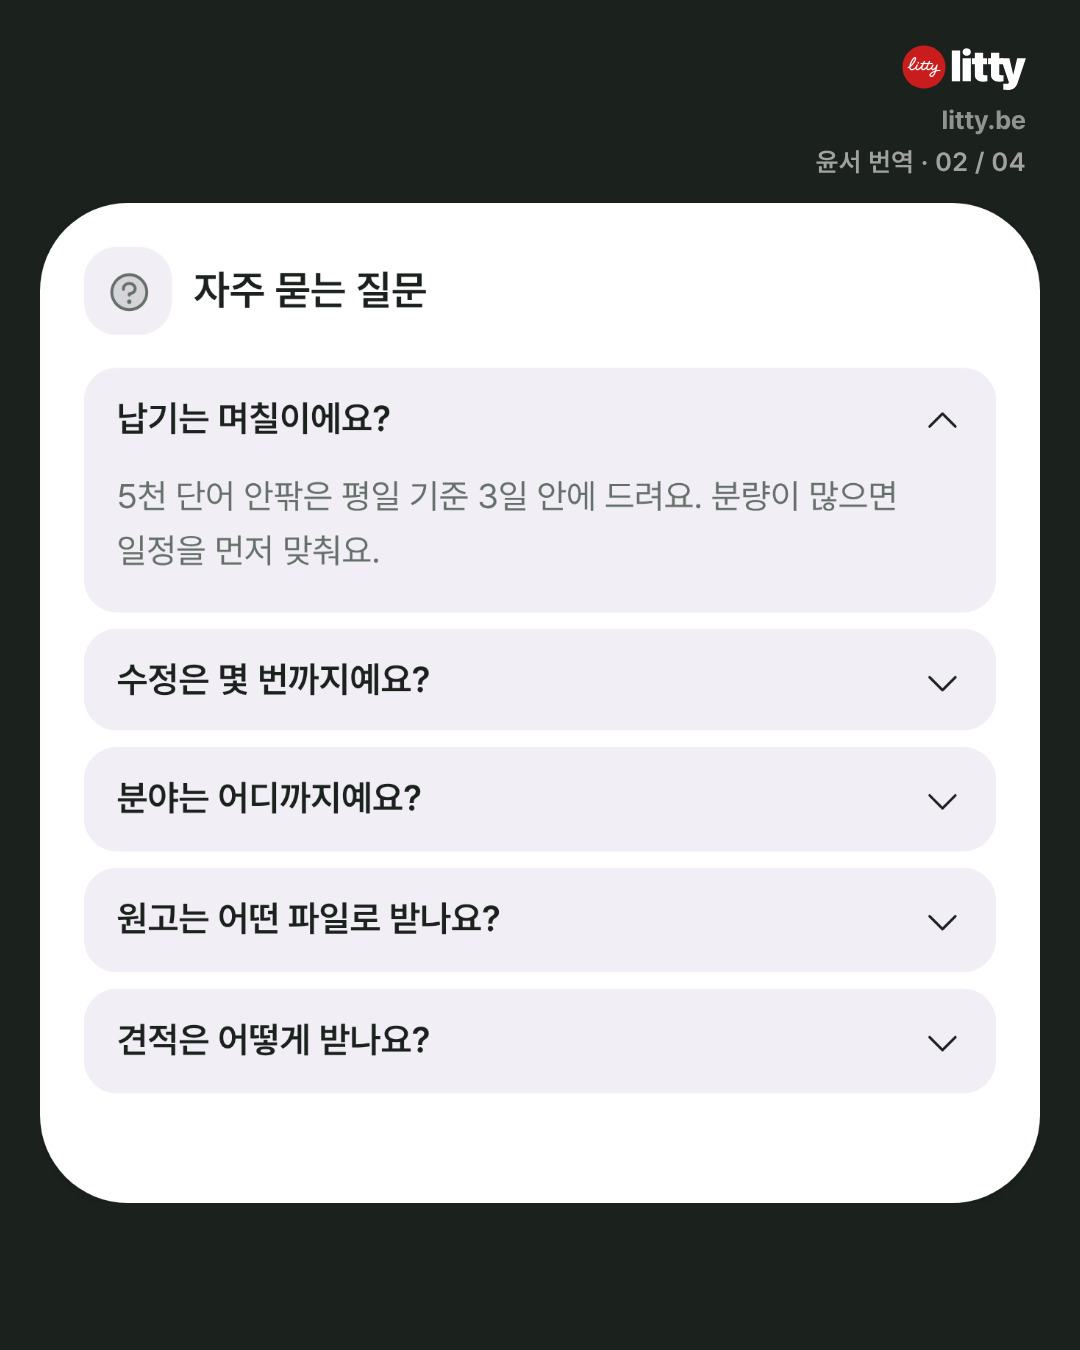 litty litty
litty.be
윤서 번역 · 02 / 04
자주 묻는 질문
납기는 며칠이에요?
5천 단어 안팎은 평일 기준 3일 안에 드려요. 분량이 많으면
일정을 먼저 맞춰요.
수정은 몇 번까지예요?
분야는 어디까지예요?
원고는 어떤 파일로 받나요?
견적은 어떻게 받나요?